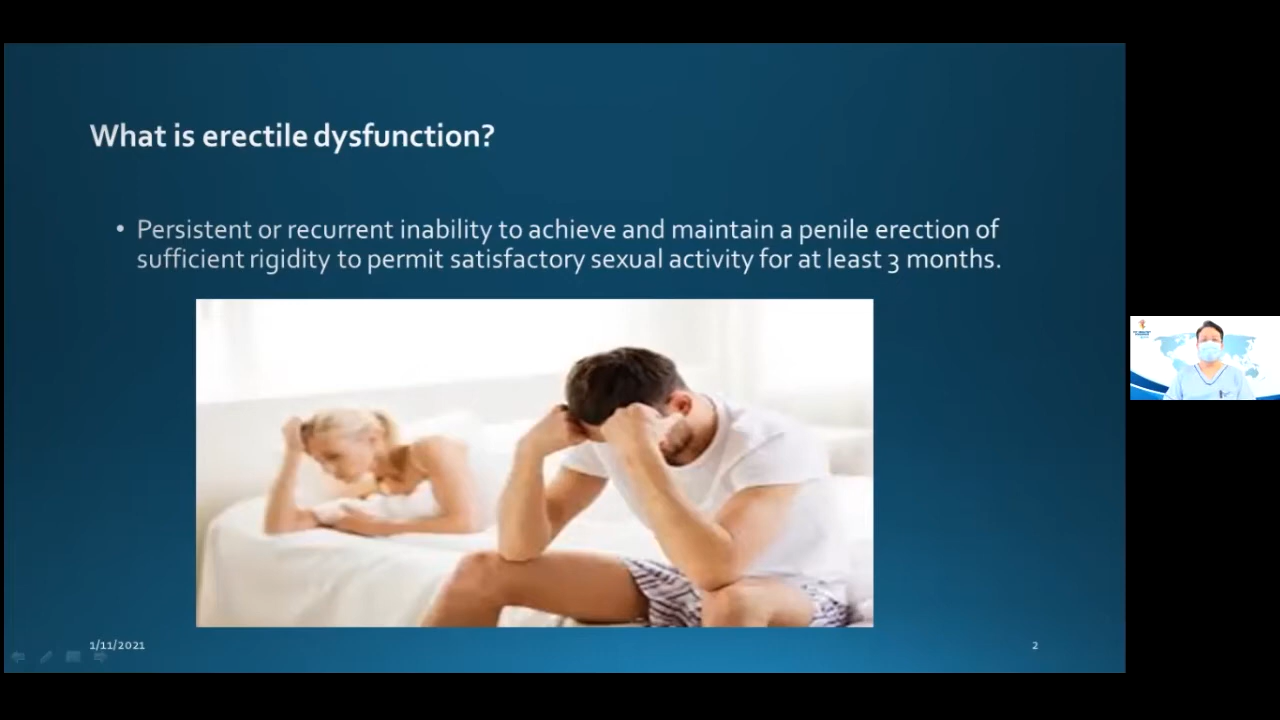 What is erectile dysfunction?
• Persistent or recurrent inability to achieve and maintain a penile erection of
sufficient rigidity to permit satisfactory sexual activity for at least 3 months.
1/11/2021
2